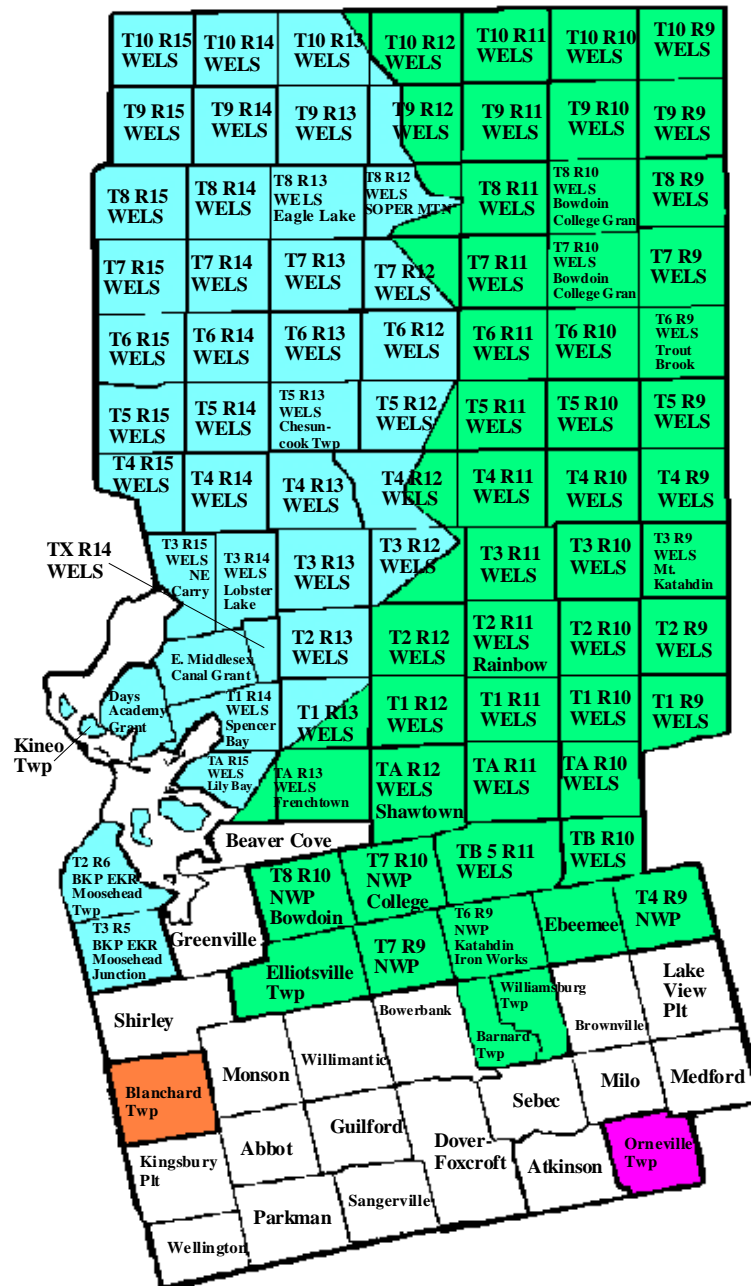 T10 R15
WELS
T10 R14
WELS
T10 R13
WELS
T10 R12
WELS
T10 R11
WELS
T10 R10
WELS
T10 R9
WELS
T9 R15
WELS
T9 R14
WELS
T9 R13
WELS
T9 R12
WELS
T9 R11
WELS
T9 R10
WELS
T9 R9
WELS
T8 R15
WELS
T8 R14
WELS
T8 R13
WELS
Eagle Lake
T8 R12
WELS
SOPER MTN
T8 R11
WELS
T8 R10
WELS
Bowdoin
College Gran
T8 R9
WELS
T7 R15
WELS
T7 R14
WELS
T7 R13
WELS
T7 R12
WELS
T7 R11
WELS
T7 R10
WELS
Bowdoin
College Gran
T7 R9
WELS
T6 R15
WELS
T6 R14
WELS
T6 R13
WELS
T6 R12
WELS
T6 R11
WELS
T6 R10
WELS
T6 R9
WELS
Trout
Brook
T5 R15
WELS
T5 R14
WELS
T5 R13
WELS
Chesun-
cook Twp
T5 R12
WELS
T5 R11
WELS
T5 R10
WELS
T5 R9
WELS
T4 R15
WELS
T4 R14
WELS
T4 R13
WELS
T4 R12
WELS
T4 R11
WELS
T4 R10
WELS
T4 R9
WELS
TX R14
WELS
T3 R15
WELS
NE
Carry
T3 R14
WELS
Lobster
Lake
T3 R13
WELS
T3 R12
WELS
T3 R11
WELS
T3 R10
WELS
T3 R9
WELS
Mt.
Katahdin
E. Middlesex
Canal Grant
T2 R13
WELS
T2 R12
WELS
T2 R11
WELS
Rainbow
T2 R10
WELS
T2 R9
WELS
Days
Academy
Grant
Kineo
Twp
T1 R14
WELS
Spencer
Bay
T1 R13
WELS
T1 R12
WELS
T1 R11
WELS
T1 R10
WELS
T1 R9
WELS
TA R15
WELS
Lily Bay
TA R13
WELS
Frenchtown
TA R12
WELS
Shawtown
TA R11
WELS
TA R10
WELS
Beaver Cove
T2 R6
BKP EKR
Moosehead
Twp
T8 R10
NWP
Bowdoin
T7 R10
NWP
College
TB 5 R11
WELS
TB R10
WELS
T3 R5
BKP EKR
Moosehead
Junction
Greenville
Elliotsville
Twp
T7 R9
NWP
T6 R9
NWP
Katahdin
Iron Works
Ebeemee
T4 R9
NWP
Shirley
Bowerbank
Williamsburg
Twp
Barnard
Twp
Brownville
Lake
View
Plt
Blanchard
Twp
Monson
Willimantic
Sebec
Milo
Medford
Kingsbury
Plt
Abbot
Guilford
Dover-
Foxcroft
Atkinson
Orneville
Twp
Wellington
Parkman
Sangerville